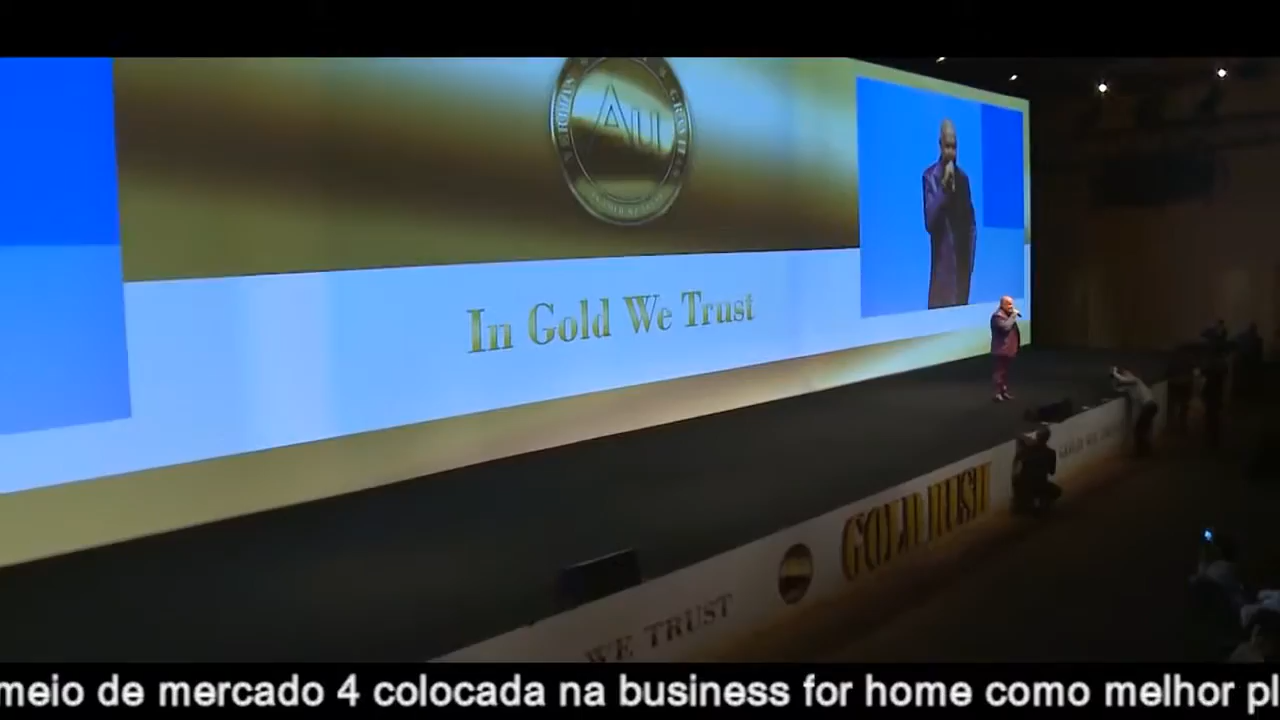 Au
In Gold We Trust
GOLD RUSH
WE TRUST
meio de mercado 4 colocada na business for home como melhor pl